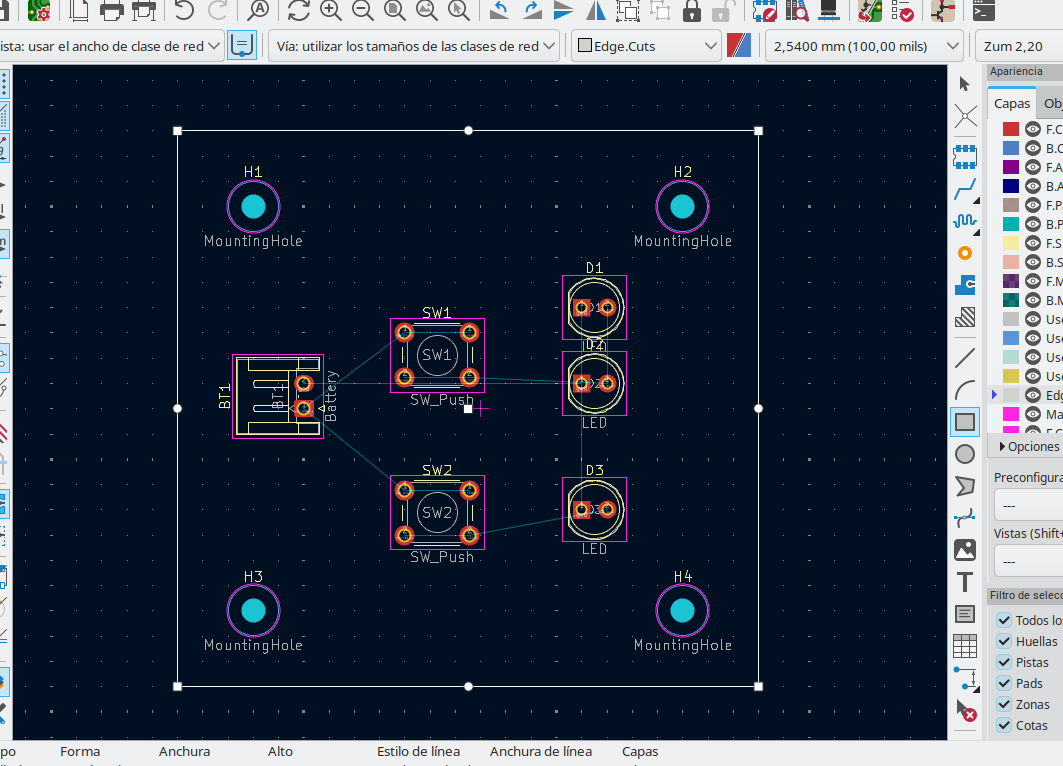 ista: usar el ancho de clase de red
Vía: utilizar los tamaños de las clases de red
Edge.Cuts
2,5400 mm (100,00 mils)
Zum 2,20
Apariencia
Capas
Ob
F.C
B.C
F.A
B.A
F.Pa
B.P
F.S
B.S
F.M
B.M
Use
Use
Use
Use
Edg
Ma
F.C
Opciones
Preconfigura
---
Vistas (Shift+
---
Filtro de selecc
Todos lo
Huellas
Pistas
Pads
Zonas
Cotas
H1
MountingHole
H2
MountingHole
D1
D1
SW1
SW1
SW_Push
D2
LED
BT1
BT1
Battery
SW2
SW2
SW_Push
D3
D3
LED
H3
MountingHole
H4
MountingHole
po
Forma
Anchura
Alto
Estilo de línea
Anchura de línea
Capas